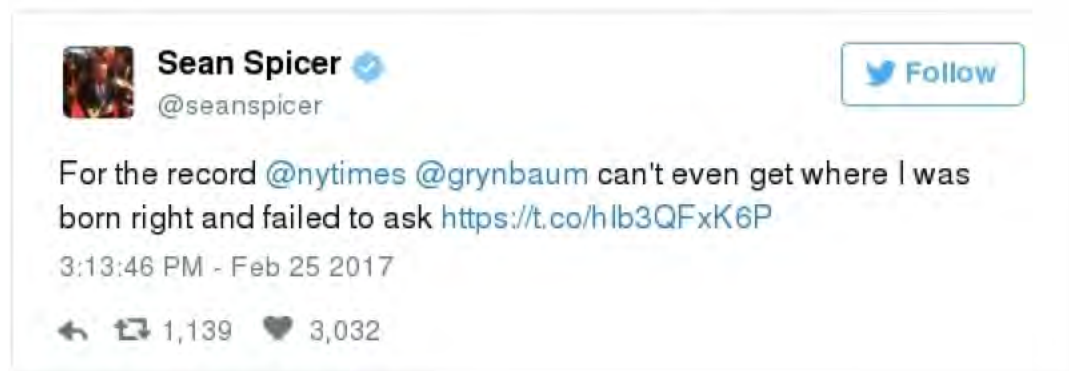 Sean Spicer
Follow
@seanspicer
For the record @nytimes @grynbaum can't even get where I was
born right and failed to ask https://t.co/hIb3QFxK6P
3:13:46 PM - Feb 25 2017
1,139 3,032